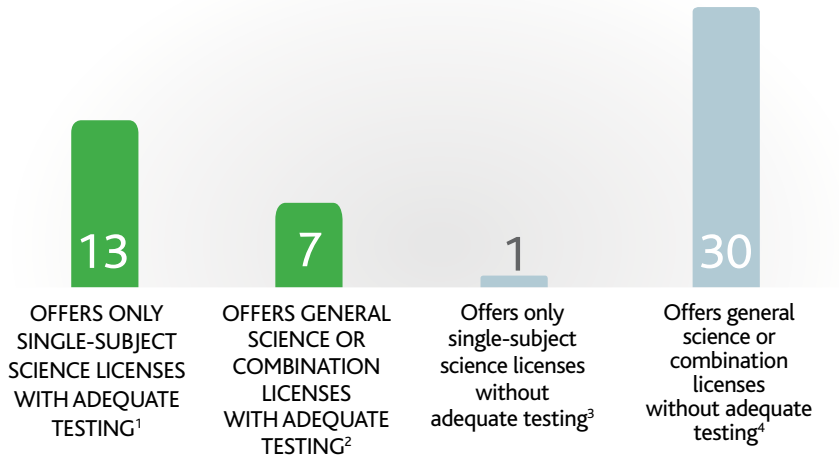 13
7
1
30
OFFERS ONLY
SINGLE-SUBJECT
SCIENCE LICENSES
WITH ADEQUATE
TESTING¹
OFFERS GENERAL
SCIENCE OR
COMBINATION
LICENSES
WITH ADEQUATE
TESTING²
Offers only
single-subject
science licenses
without
adequate testing³
Offers general
science or
combination
licenses
without adequate
testing⁴